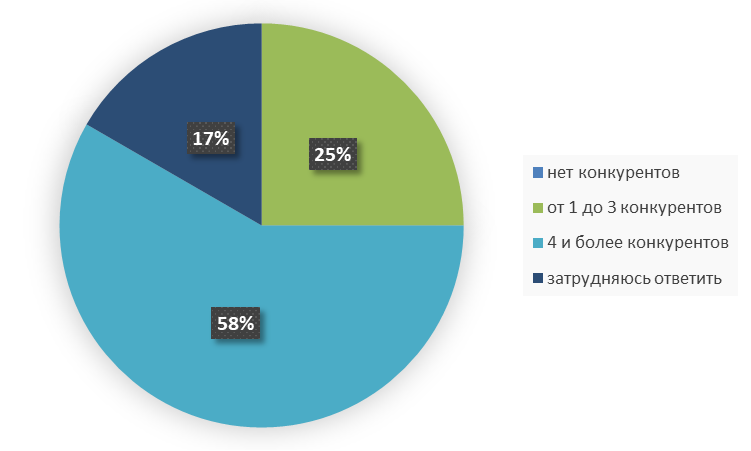 17%
25%
58%
нет конкурентов
от 1 до 3 конкурентов
4 и более конкурентов
затрудняюсь ответить